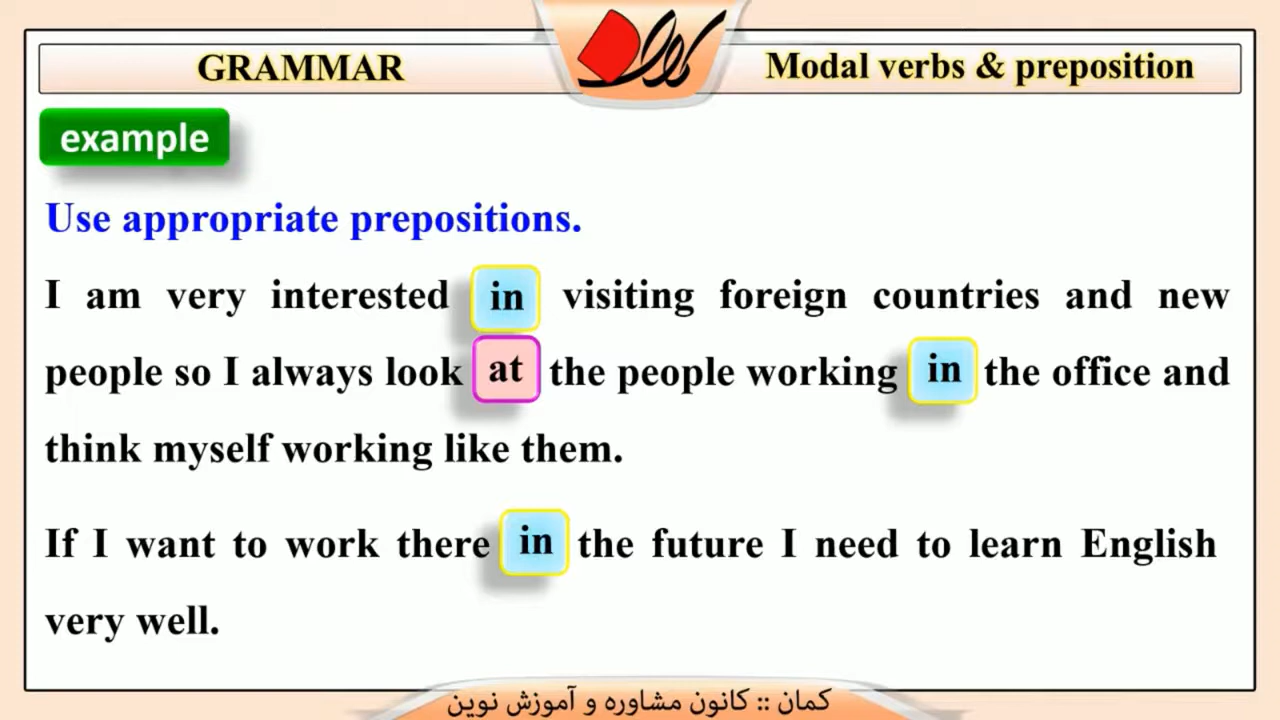 GRAMMAR
کمان
Modal verbs & preposition
example
Use appropriate prepositions.
I am very interested in visiting foreign countries and new
people so I always look at the people working in the office and
think myself working like them.
If I want to work there in the future I need to learn English
very well.
کمان :: کانون مشاوره و آموزش نوین